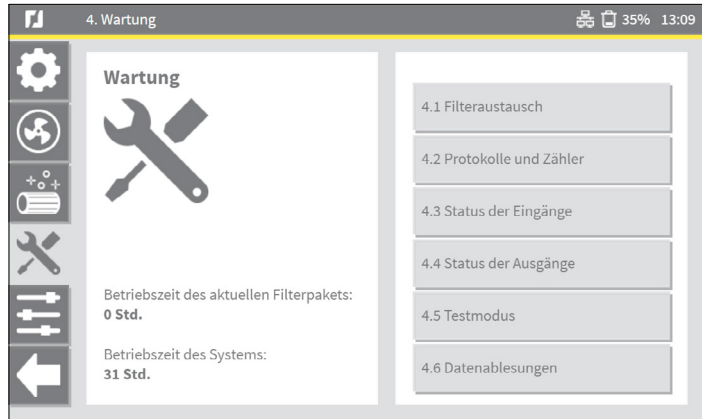 4. Wartung
35% 13:09
Wartung
Betriebszeit des aktuellen Filterpakets:
0 Std.
Betriebszeit des Systems:
31 Std.
4.1 Filteraustausch
4.2 Protokolle und Zähler
4.3 Status der Eingänge
4.4 Status der Ausgänge
4.5 Testmodus
4.6 Datenablesungen